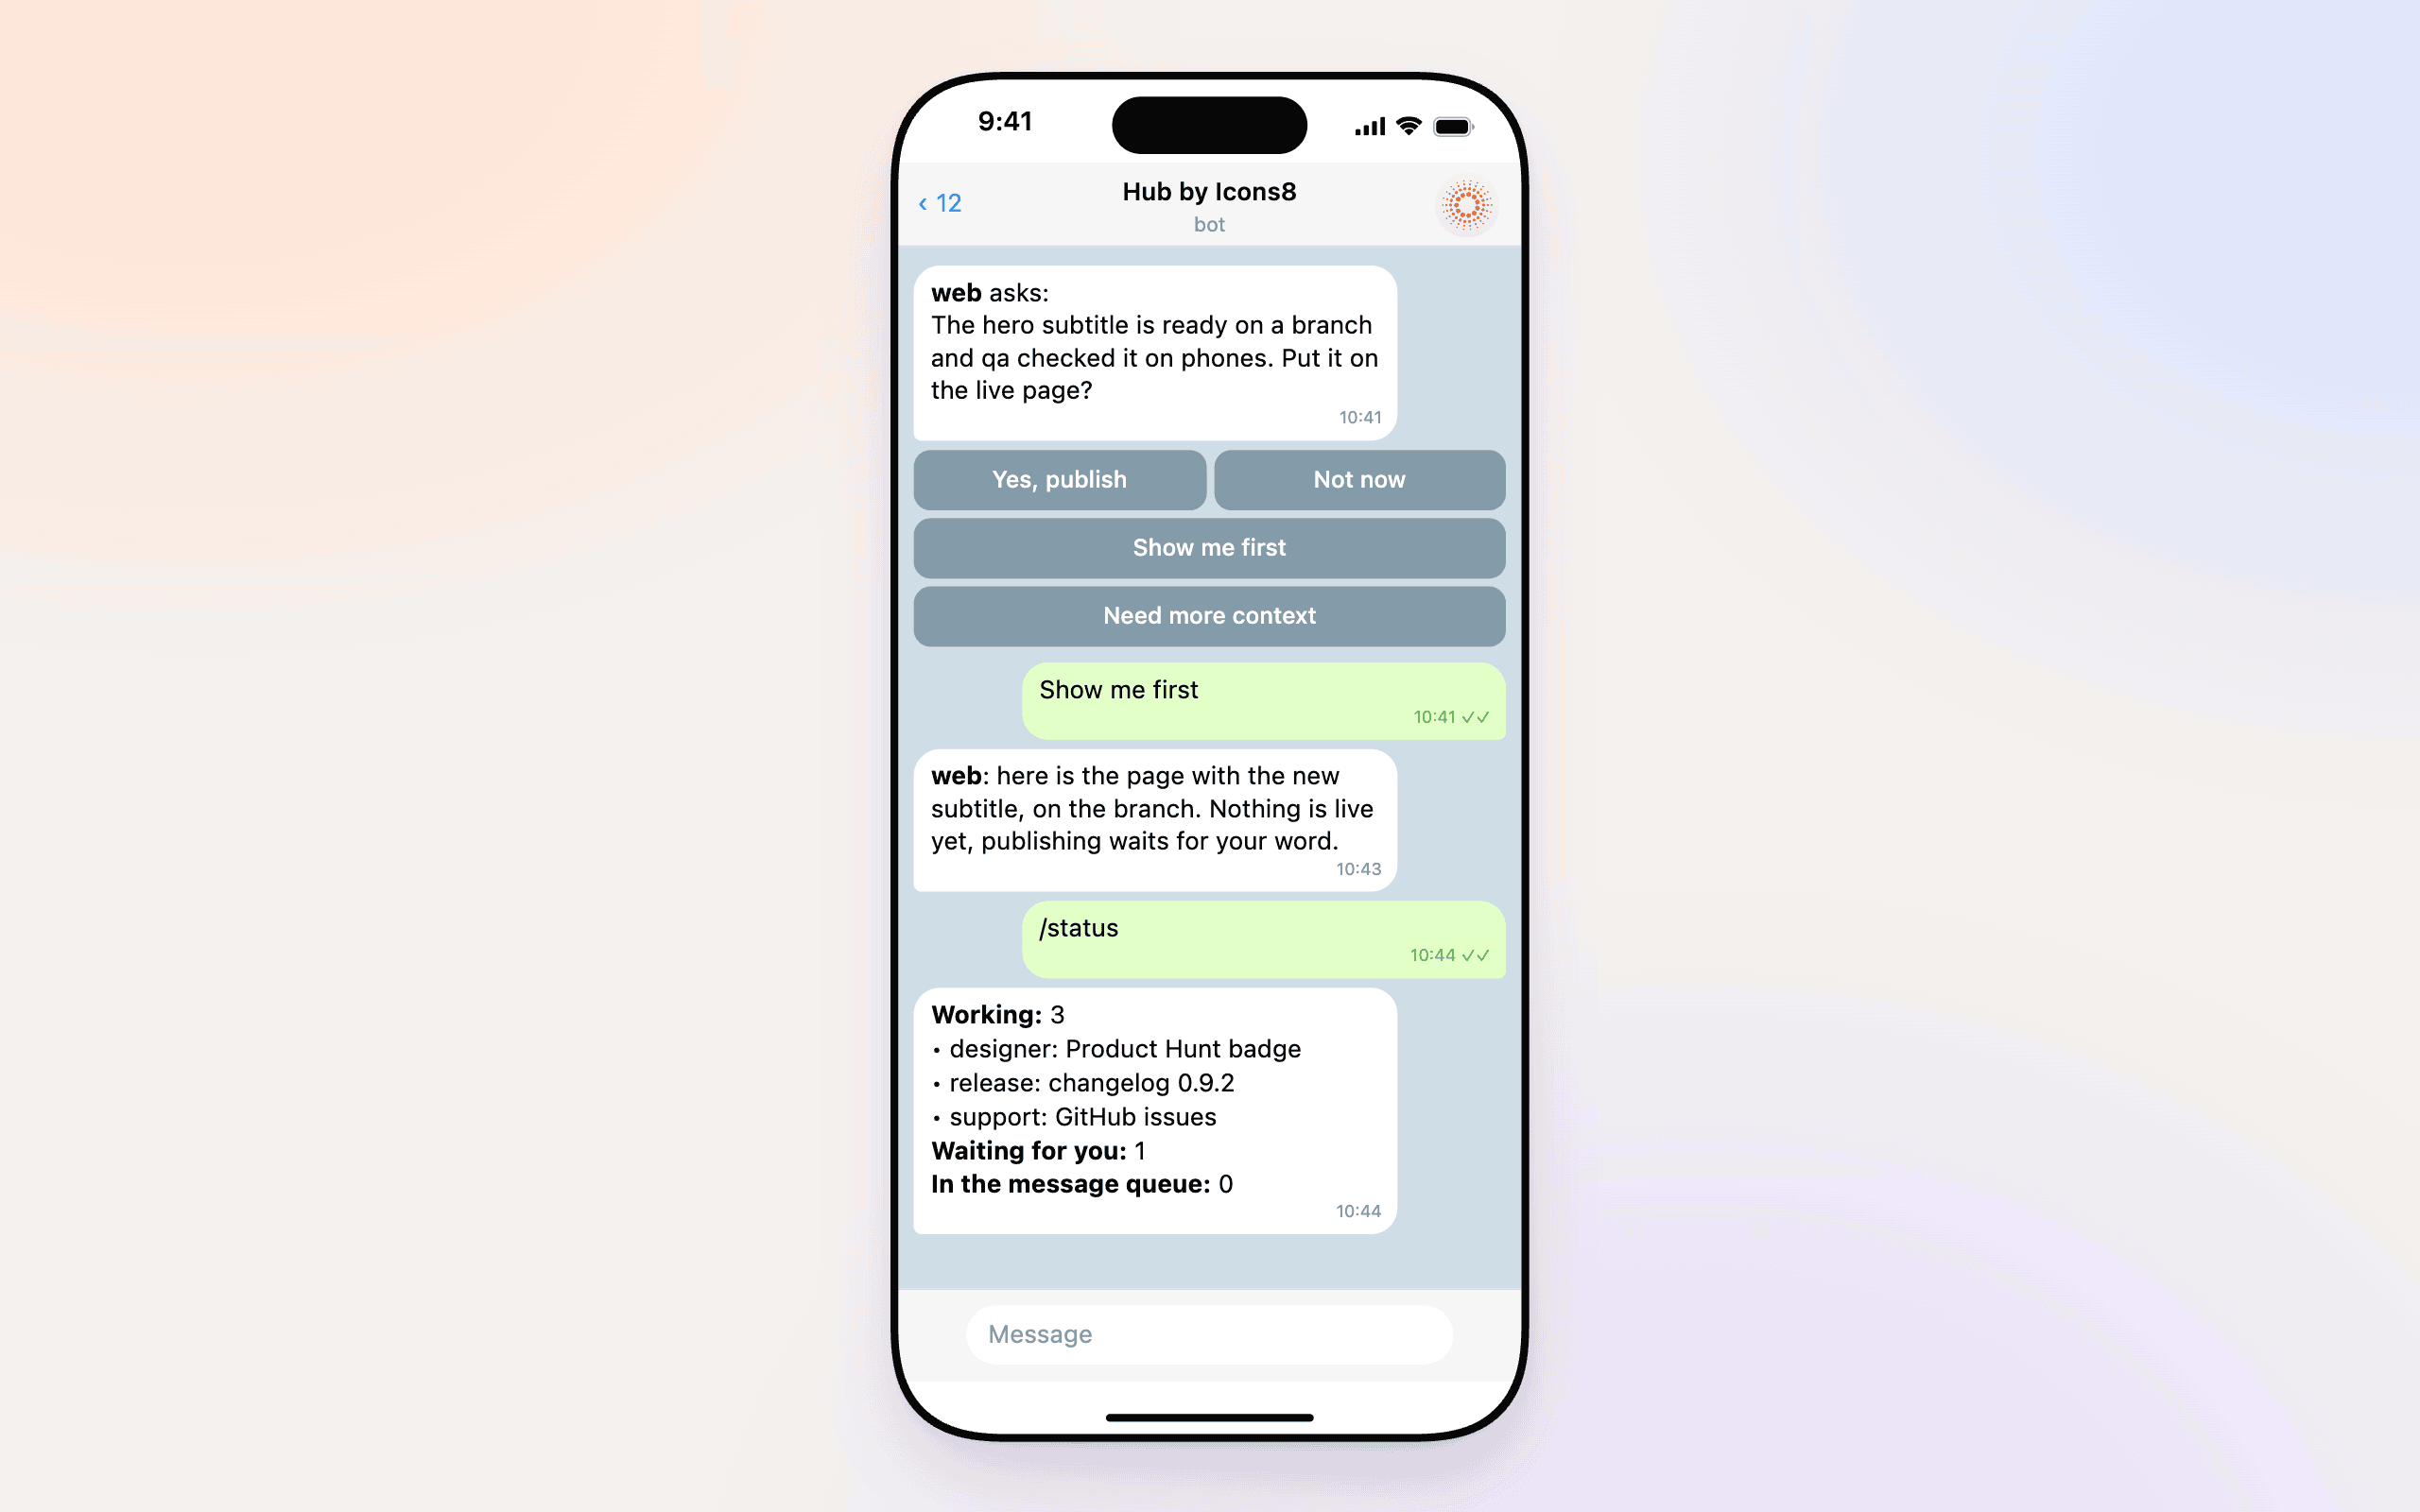 9:41
‹ 12
Hub by Icons8
bot
web asks:
The hero subtitle is ready on a branch
and qa checked it on phones. Put it on
the live page?
10:41
Yes, publish
Not now
Show me first
Need more context
Show me first
10:41 ✓✓
web: here is the page with the new
subtitle, on the branch. Nothing is live
yet, publishing waits for your word.
10:43
/status
10:44 ✓✓
Working: 3
• designer: Product Hunt badge
• release: changelog 0.9.2
• support: GitHub issues
Waiting for you: 1
In the message queue: 0
10:44
Message